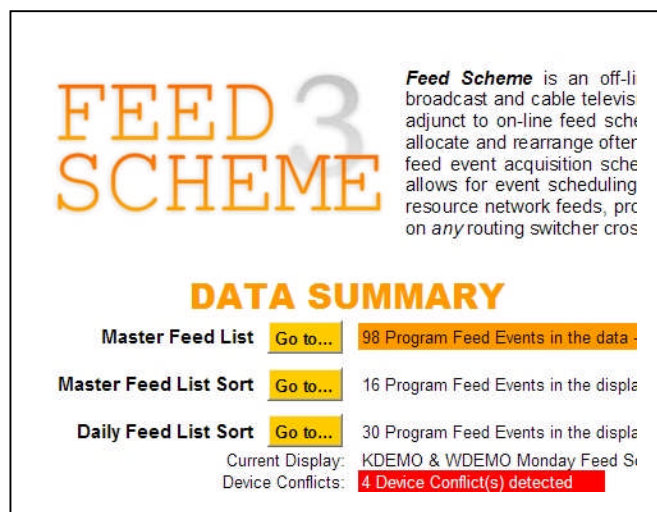 FEED 3
SCHEME
Feed Scheme is an off-li
broadcast and cable televis
adjunct to on-line feed sche
allocate and rearrange often
feed event acquisition sche
allows for event scheduling
resource network feeds, pro
on any routing switcher cros
DATA SUMMARY
Master Feed List Go to... 98 Program Feed Events in the data -
Master Feed List Sort Go to... 16 Program Feed Events in the displa
Daily Feed List Sort Go to... 30 Program Feed Events in the displa
Current Display: KDEMO & WDEMO Monday Feed So
Device Conflicts: 4 Device Conflict(s) detected